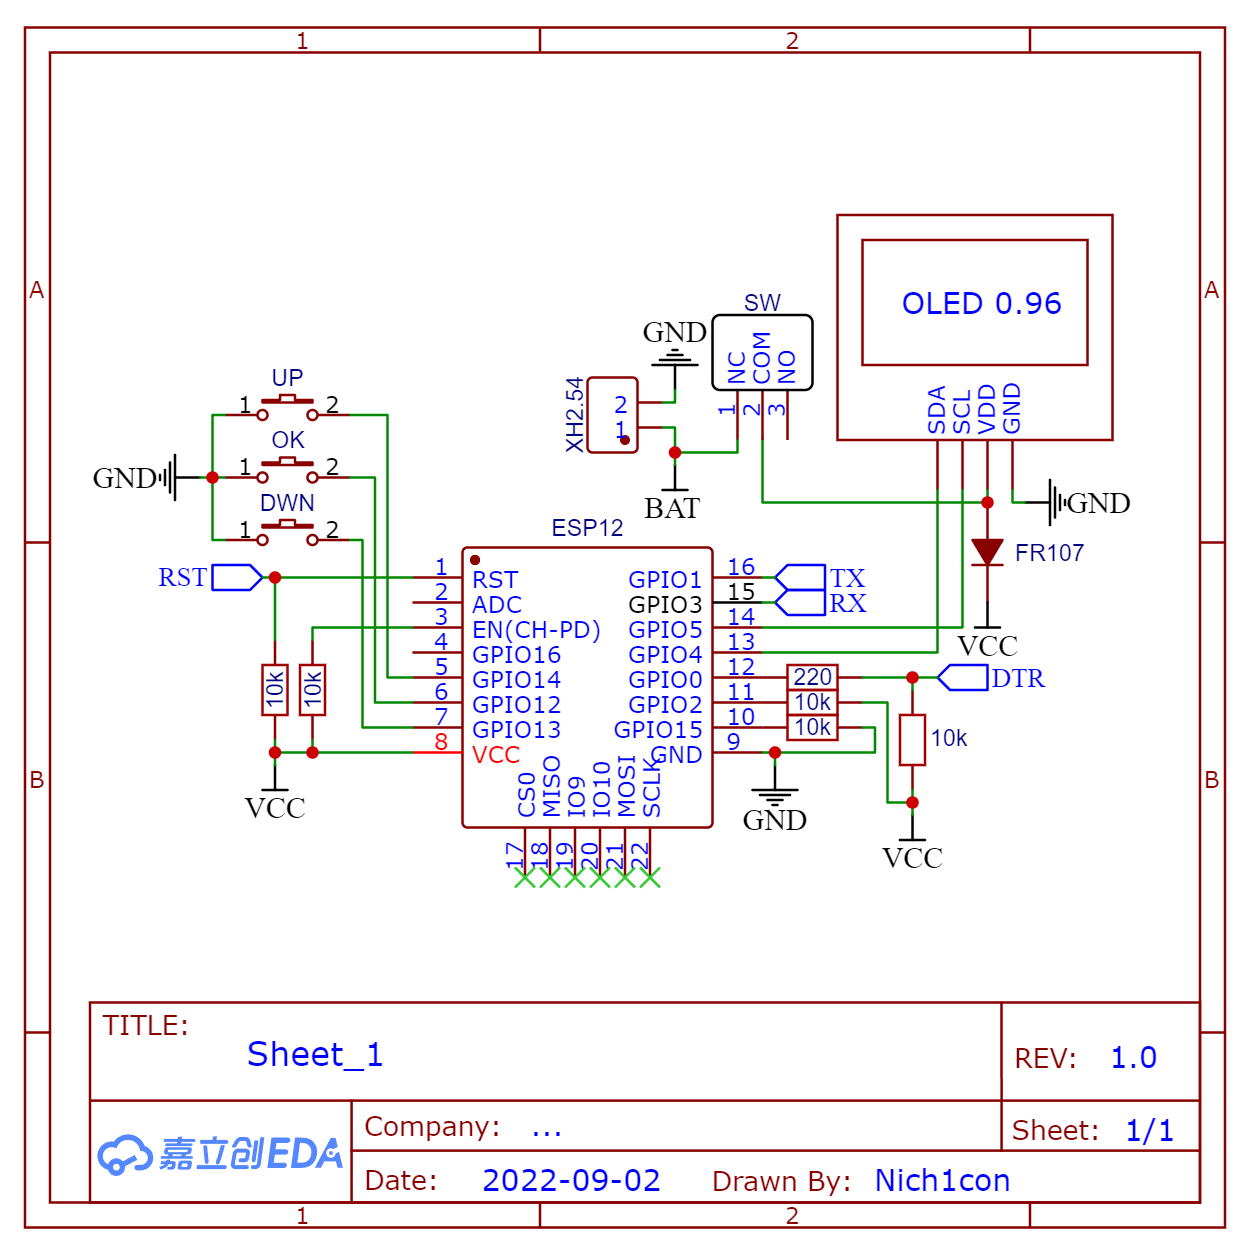 1
2
A
A
OLED 0.96
SDA
SCL
VDD
GND
SW
NC
COM
NO
1
2
3
GND
XH2.54
2
1
BAT
UP
1
2
OK
1
2
GND
DWN
1
2
GND
FR107
VCC
ESP12
RST
1
RST
2
ADC
3
EN(CH-PD)
4
GPIO16
5
GPIO14
6
GPIO12
7
GPIO13
8
VCC
16
GPIO1
TX
15
GPIO3
RX
14
GPIO5
13
GPIO4
12
GPIO0
220
DTR
11
GPIO2
10k
10
GPIO15
10k
9
GND
10k
10k
10k
VCC
GND
VCC
CS0
MISO
IO9
IO10
MOSI
SCLK
17
18
19
20
21
22
B
B
TITLE:
Sheet_1
REV: 1.0
嘉立创EDA
Company: ...
Sheet: 1/1
Date: 2022-09-02
Drawn By: Nich1con
1
2